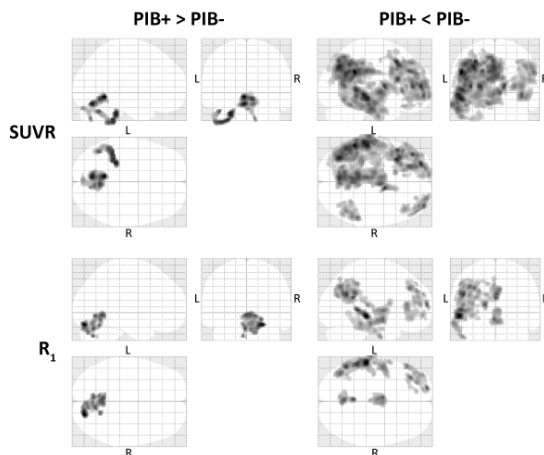 PIB+ > PIB- PIB+ < PIB-
L R L R
SUVR
L L
R R
L R L
R₁
L L
R R